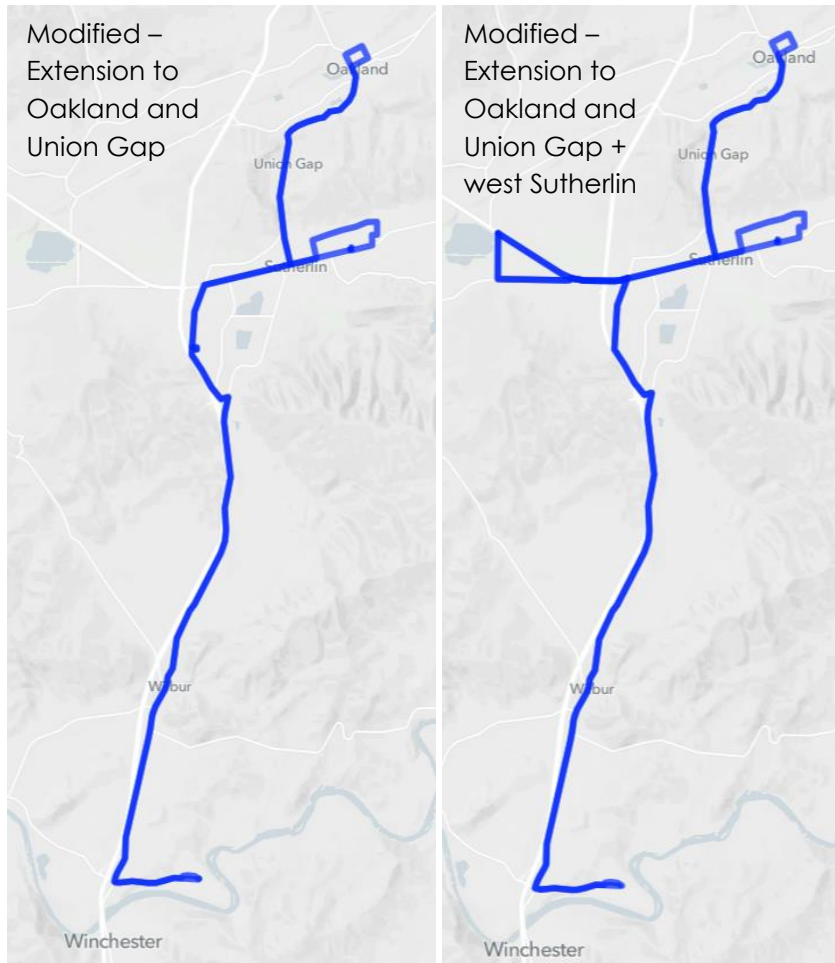 Modified –
Extension to
Oakland and
Union Gap
Oakland
Union Gap
Sutherlin
Wilbur
Winchester
Modified –
Extension to
Oakland and
Union Gap +
west Sutherlin
Oakland
Union Gap
Sutherlin
Wilbur
Winchester